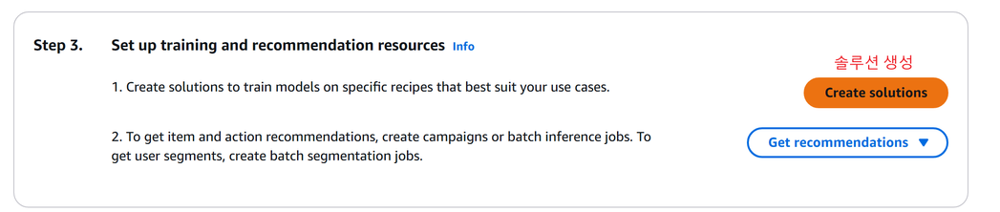 Step 3. Set up training and recommendation resources Info
솔루션 생성
1. Create solutions to train models on specific recipes that best suit your use cases.
Create solutions
2. To get item and action recommendations, create campaigns or batch inference jobs. To
get user segments, create batch segmentation jobs.
Get recommendations